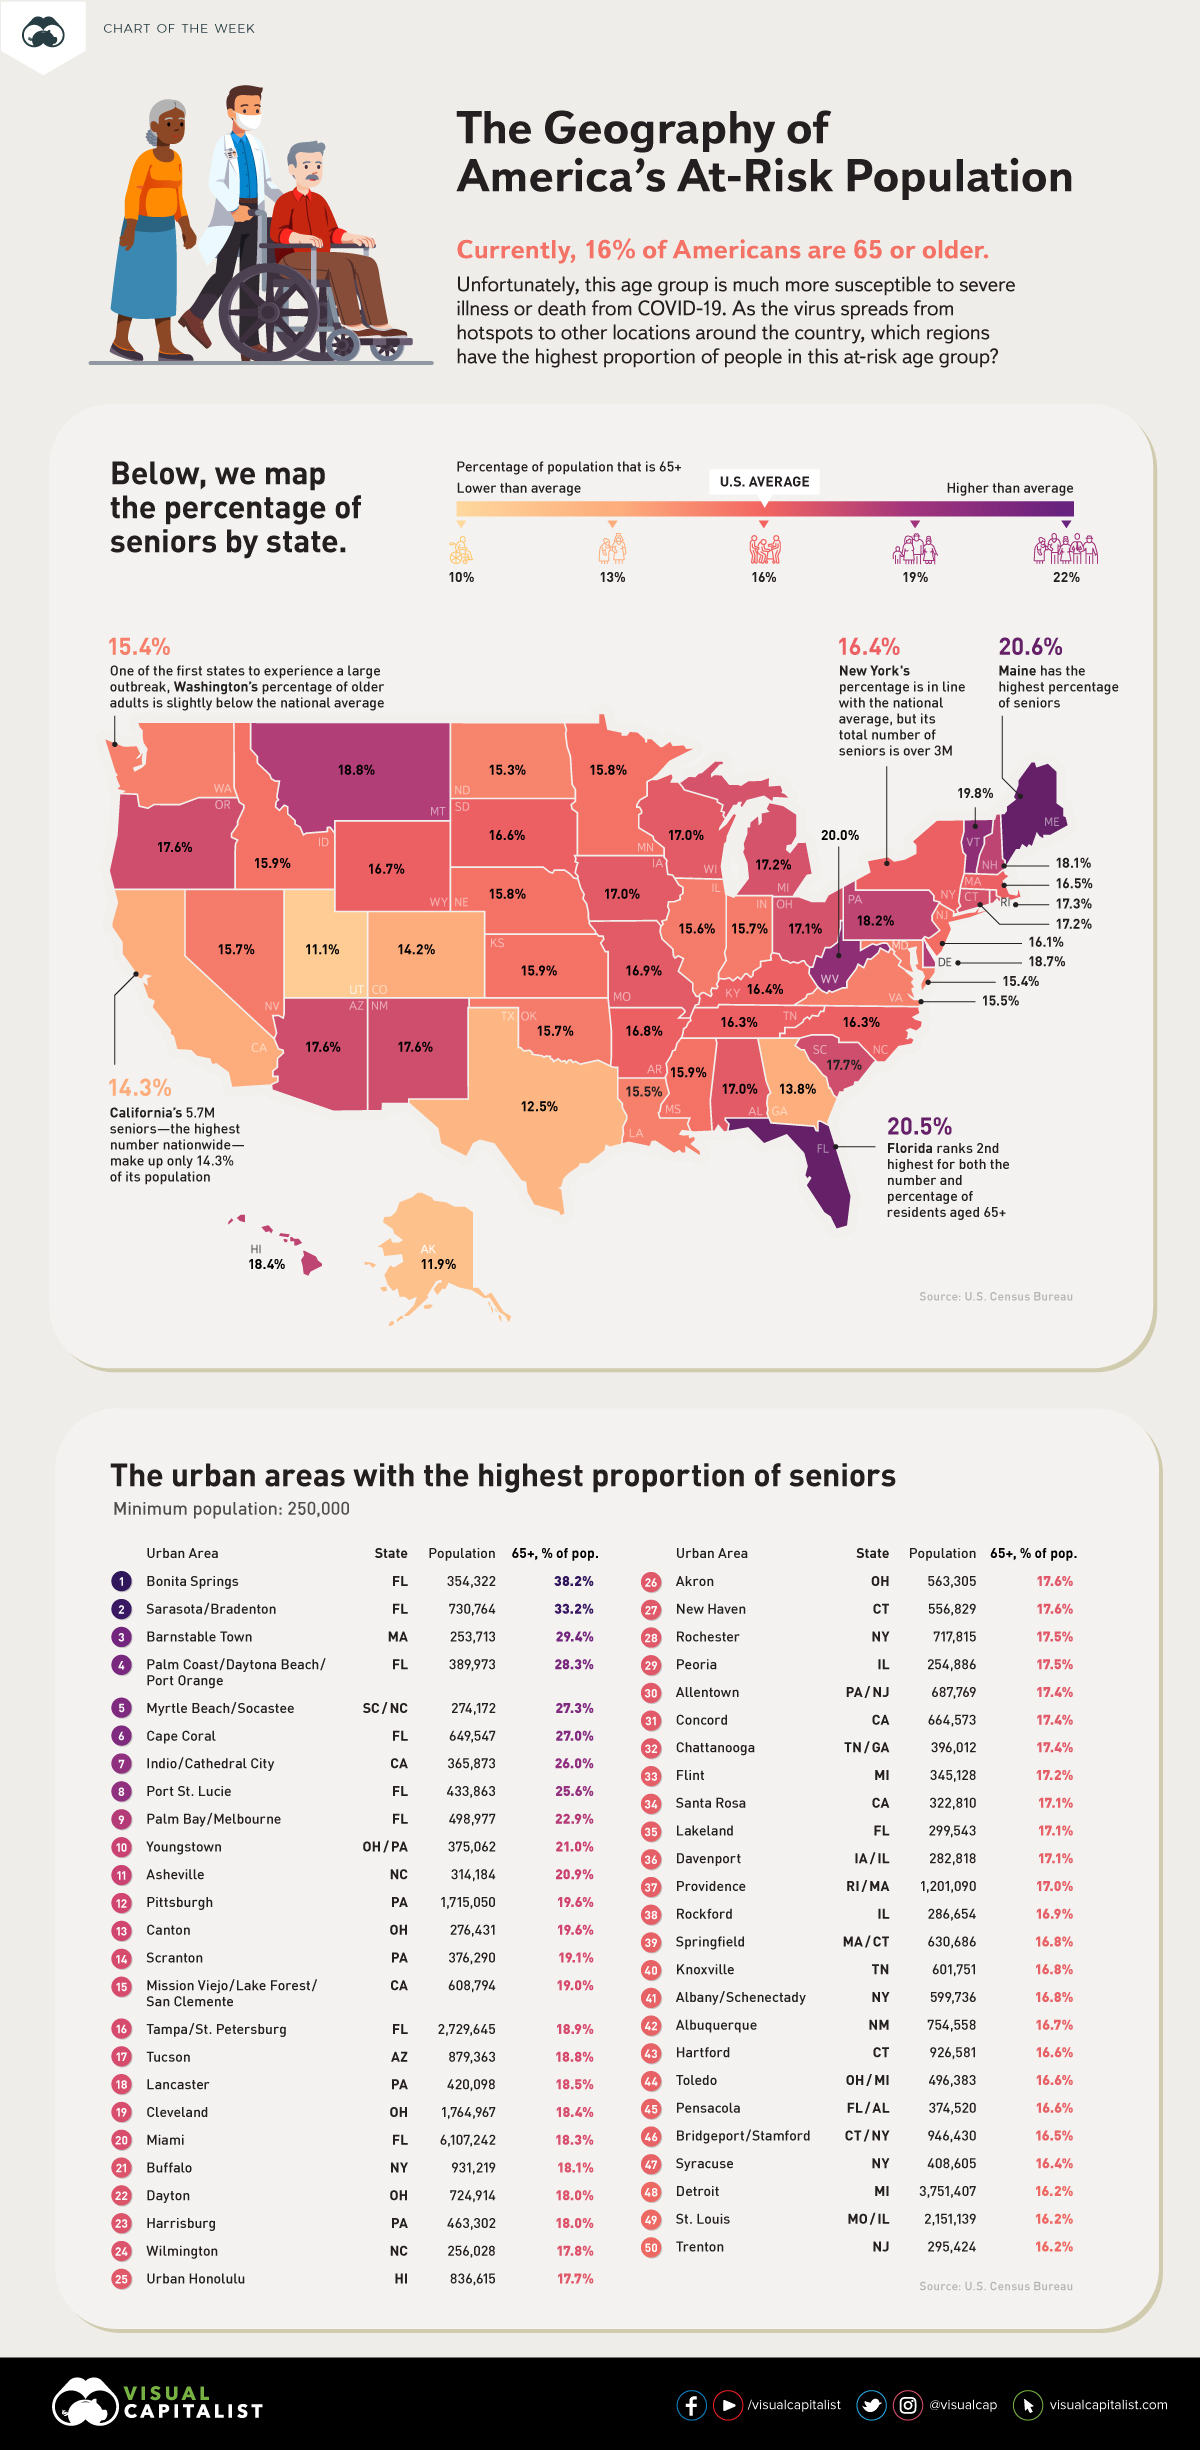 CHART OF THE WEEK
The Geography of
America's At-Risk Population
Currently, 16% of Americans are 65 or older.
Unfortunately, this age group is much more susceptible to severe
illness or death from COVID-19. As the virus spreads from
hotspots to other locations around the country, which regions
have the highest proportion of people in this at-risk age group?
Below, we map
the percentage of
seniors by state.
Percentage of population that is 65+
Lower than average
U.S. AVERAGE
Higher than average
10%
13%
16%
19%
22%
15.4%
One of the first states to experience a large
outbreak, Washington's percentage of older
adults is slightly below the national average
16.4%
New York's
percentage is in line
with the national
average, but its
total number of
seniors is over 3M
20.6%
Maine has the
highest percentage
of seniors
WA
OR
17.6%
ID
15.9%
18.8%
MT
15.3%
ND
SD
16.6%
16.7%
WY
NE
15.8%
15.8%
MN
17.0%
WI
IA
17.0%
17.2%
MI
20.0%
19.8%
VT
ME
NH
18.1%
MA
16.5%
CT
RI
17.3%
17.2%
NY
PA
18.2%
NJ
16.1%
MD
DE
18.7%
15.4%
VA
15.5%
15.7%
NV
11.1%
UT
CO
14.2%
KS
15.9%
16.9%
MO
IL
15.6%
IN
15.7%
OH
17.1%
WV
KY
16.4%
CA
AZ
17.6%
NM
17.6%
TX
OK
15.7%
16.8%
AR
16.3%
TN
16.3%
NC
SC
17.7%
12.5%
15.5%
LA
15.9%
MS
17.0%
AL
GA
13.8%
FL
14.3%
California's 5.7M
seniors—the highest
number nationwide—
make up only 14.3%
of its population
20.5%
Florida ranks 2nd
highest for both the
number and
percentage of
residents aged 65+
HI
18.4%
AK
11.9%
Source: U.S. Census Bureau
The urban areas with the highest proportion of seniors
Minimum population: 250,000
Urban Area State Population 65+, % of pop.
1 Bonita Springs FL 354,322 38.2%
2 Sarasota/Bradenton FL 730,764 33.2%
3 Barnstable Town MA 253,713 29.4%
4 Palm Coast/Daytona Beach/ FL 389,973 28.3%
Port Orange
5 Myrtle Beach/Socastee SC/NC 274,172 27.3%
6 Cape Coral FL 649,547 27.0%
7 Indio/Cathedral City CA 365,873 26.0%
8 Port St. Lucie FL 433,863 25.6%
9 Palm Bay/Melbourne FL 498,977 22.9%
10 Youngstown OH/PA 375,062 21.0%
11 Asheville NC 314,184 20.9%
12 Pittsburgh PA 1,715,050 19.6%
13 Canton OH 276,431 19.6%
14 Scranton PA 376,290 19.1%
15 Mission Viejo/Lake Forest/ CA 608,794 19.0%
San Clemente
16 Tampa/St. Petersburg FL 2,729,645 18.9%
17 Tucson AZ 879,363 18.8%
18 Lancaster PA 420,098 18.5%
19 Cleveland OH 1,764,967 18.4%
20 Miami FL 6,107,242 18.3%
21 Buffalo NY 931,219 18.1%
22 Dayton OH 724,914 18.0%
23 Harrisburg PA 463,302 18.0%
24 Wilmington NC 256,028 17.8%
25 Urban Honolulu HI 836,615 17.7%
Urban Area State Population 65+, % of pop.
26 Akron OH 563,305 17.6%
27 New Haven CT 556,829 17.6%
28 Rochester NY 717,815 17.5%
29 Peoria IL 254,886 17.5%
30 Allentown PA/NJ 687,769 17.4%
31 Concord CA 664,573 17.4%
32 Chattanooga TN/GA 396,012 17.4%
33 Flint MI 345,128 17.2%
34 Santa Rosa CA 322,810 17.1%
35 Lakeland FL 299,543 17.1%
36 Davenport IA/IL 282,818 17.1%
37 Providence RI/MA 1,201,090 17.0%
38 Rockford IL 286,654 16.9%
39 Springfield MA/CT 630,686 16.8%
40 Knoxville TN 601,751 16.8%
41 Albany/Schenectady NY 599,736 16.8%
42 Albuquerque NM 754,558 16.7%
43 Hartford CT 926,581 16.6%
44 Toledo OH/MI 496,383 16.6%
45 Pensacola FL/AL 374,520 16.6%
46 Bridgeport/Stamford CT/NY 946,430 16.5%
47 Syracuse NY 408,605 16.4%
48 Detroit MI 3,751,407 16.2%
49 St. Louis MO/IL 2,151,139 16.2%
50 Trenton NJ 295,424 16.2%
Source: U.S. Census Bureau
VISUAL
CAPITALIST
/visualcapitalist
@visualcap
visualcapitalist.com